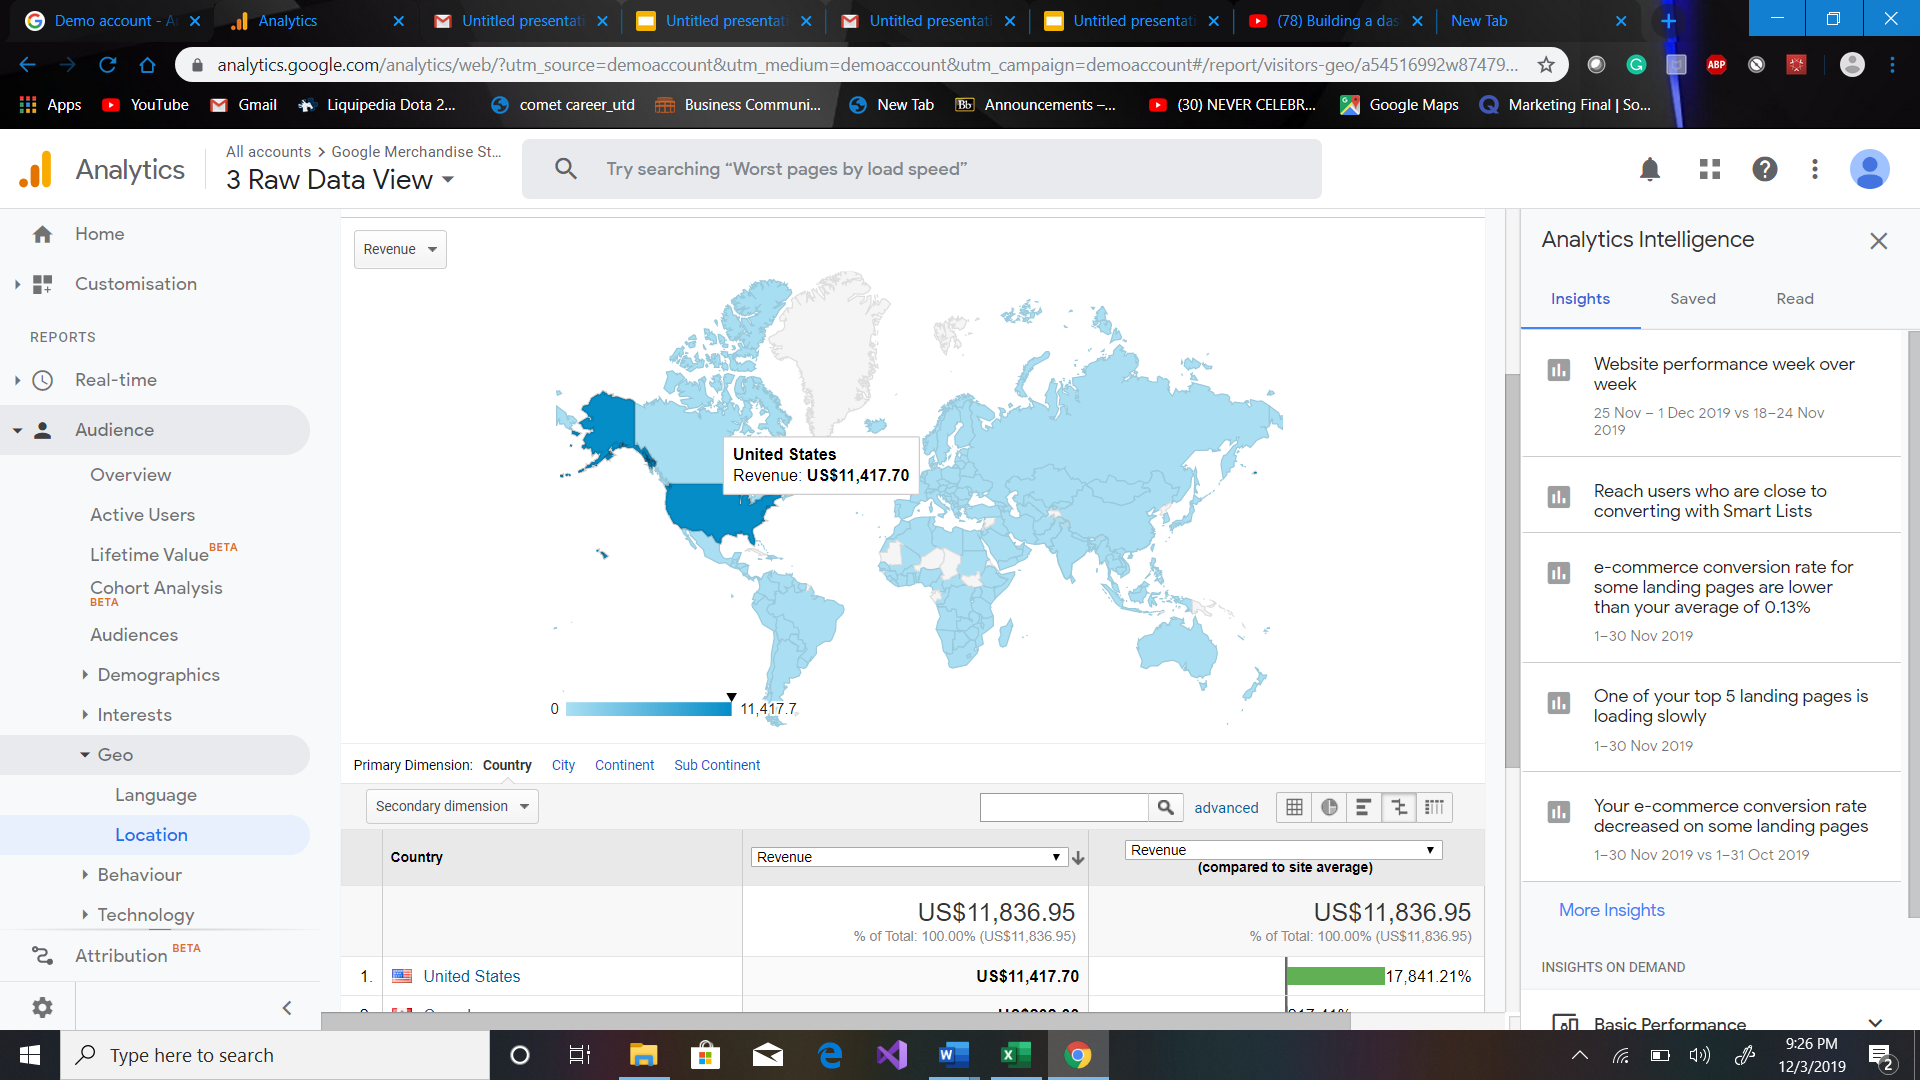 Demo account - A
Analytics
Untitled presentati
Untitled presentati
Untitled presentati
Untitled presentati
(78) Building a das
New Tab
analytics.google.com/analytics/web/?utm_source=demoaccount&utm_medium=demoaccount&utm_campaign=demoaccount#/report/visitors-geo/a54516992w87479...
ABP
Apps
YouTube
Gmail
Liquipedia Dota 2...
comet career_utd
Business Communi...
New Tab
Bb
Announcements –...
(30) NEVER CELEBR...
Google Maps
Marketing Final | So...
Analytics
All accounts > Google Merchandise St...
3 Raw Data View
Try searching “Worst pages by load speed”
Home
Customisation
REPORTS
Real-time
Audience
Overview
Active Users
Lifetime Value BETA
Cohort Analysis
BETA
Audiences
Demographics
Interests
Geo
Language
Location
Behaviour
Technology
Attribution BETA
Revenue
United States
Revenue: US$11,417.70
0
11,417.7
Primary Dimension: Country City Continent Sub Continent
Secondary dimension
advanced
Country
Revenue
Revenue
(compared to site average)
US$11,836.95
% of Total: 100.00% (US$11,836.95)
US$11,836.95
% of Total: 100.00% (US$11,836.95)
1. United States US$11,417.70 17,841.21%
Analytics Intelligence
Insights Saved Read
Website performance week over
week
25 Nov – 1 Dec 2019 vs 18–24 Nov
2019
Reach users who are close to
converting with Smart Lists
e-commerce conversion rate for
some landing pages are lower
than your average of 0.13%
1–30 Nov 2019
One of your top 5 landing pages is
loading slowly
1–30 Nov 2019
Your e-commerce conversion rate
decreased on some landing pages
1–30 Nov 2019 vs 1–31 Oct 2019
More Insights
INSIGHTS ON DEMAND
Basic Performance
Type here to search
9:26 PM
12/3/2019
2